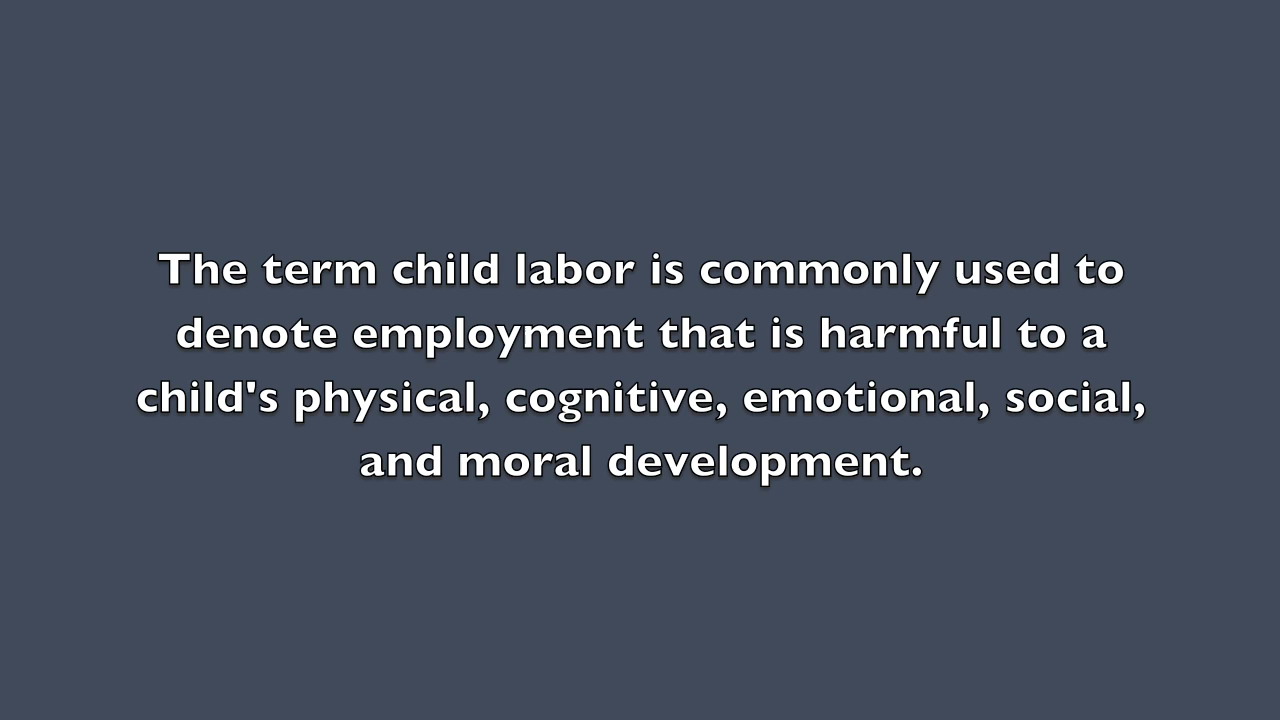 The term child labor is commonly used to
denote employment that is harmful to a
child's physical, cognitive, emotional, social,
and moral development.